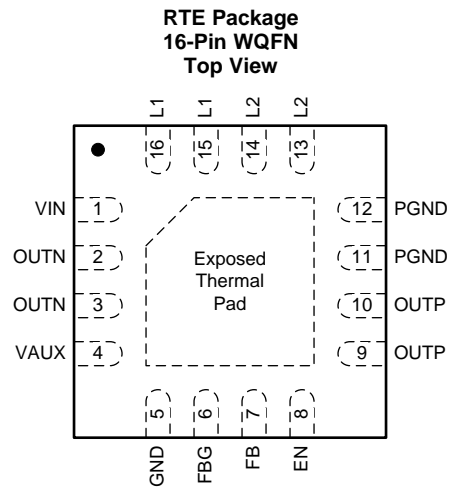 RTE Package
16-Pin WQFN
Top View
L1 L1 L2 L2
16 15 14 13
VIN 1
OUTN 2
OUTN 3
VAUX 4
Exposed
Thermal
Pad
12 PGND
11 PGND
10 OUTP
9 OUTP
5 6 7 8
GND FBG FB EN